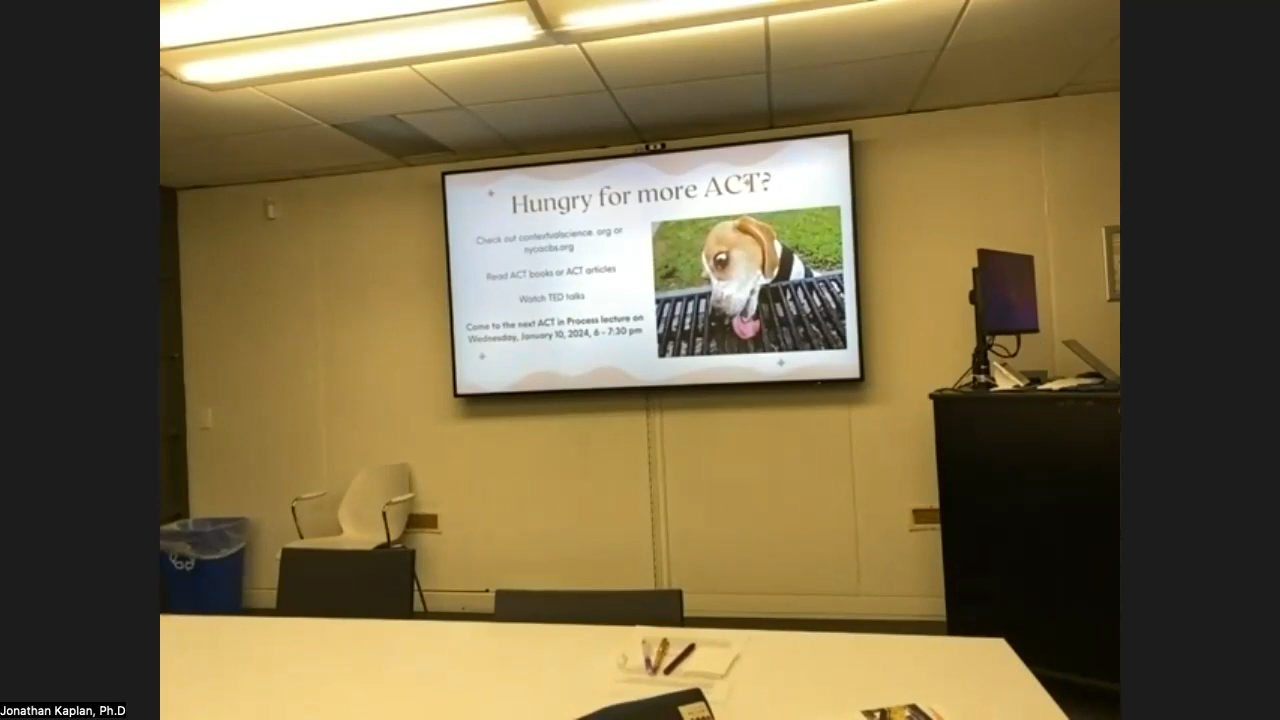 Hungry for more ACT?
Check out contextvalscience. org or
nycacbs.org
Read ACT books or ACT articles
Watch TED talks
Come to the next ACT in Process lecture on
Wednesday, January 10, 2024, 6 - 7:30 pm
Jonathan Kaplan, Ph.D